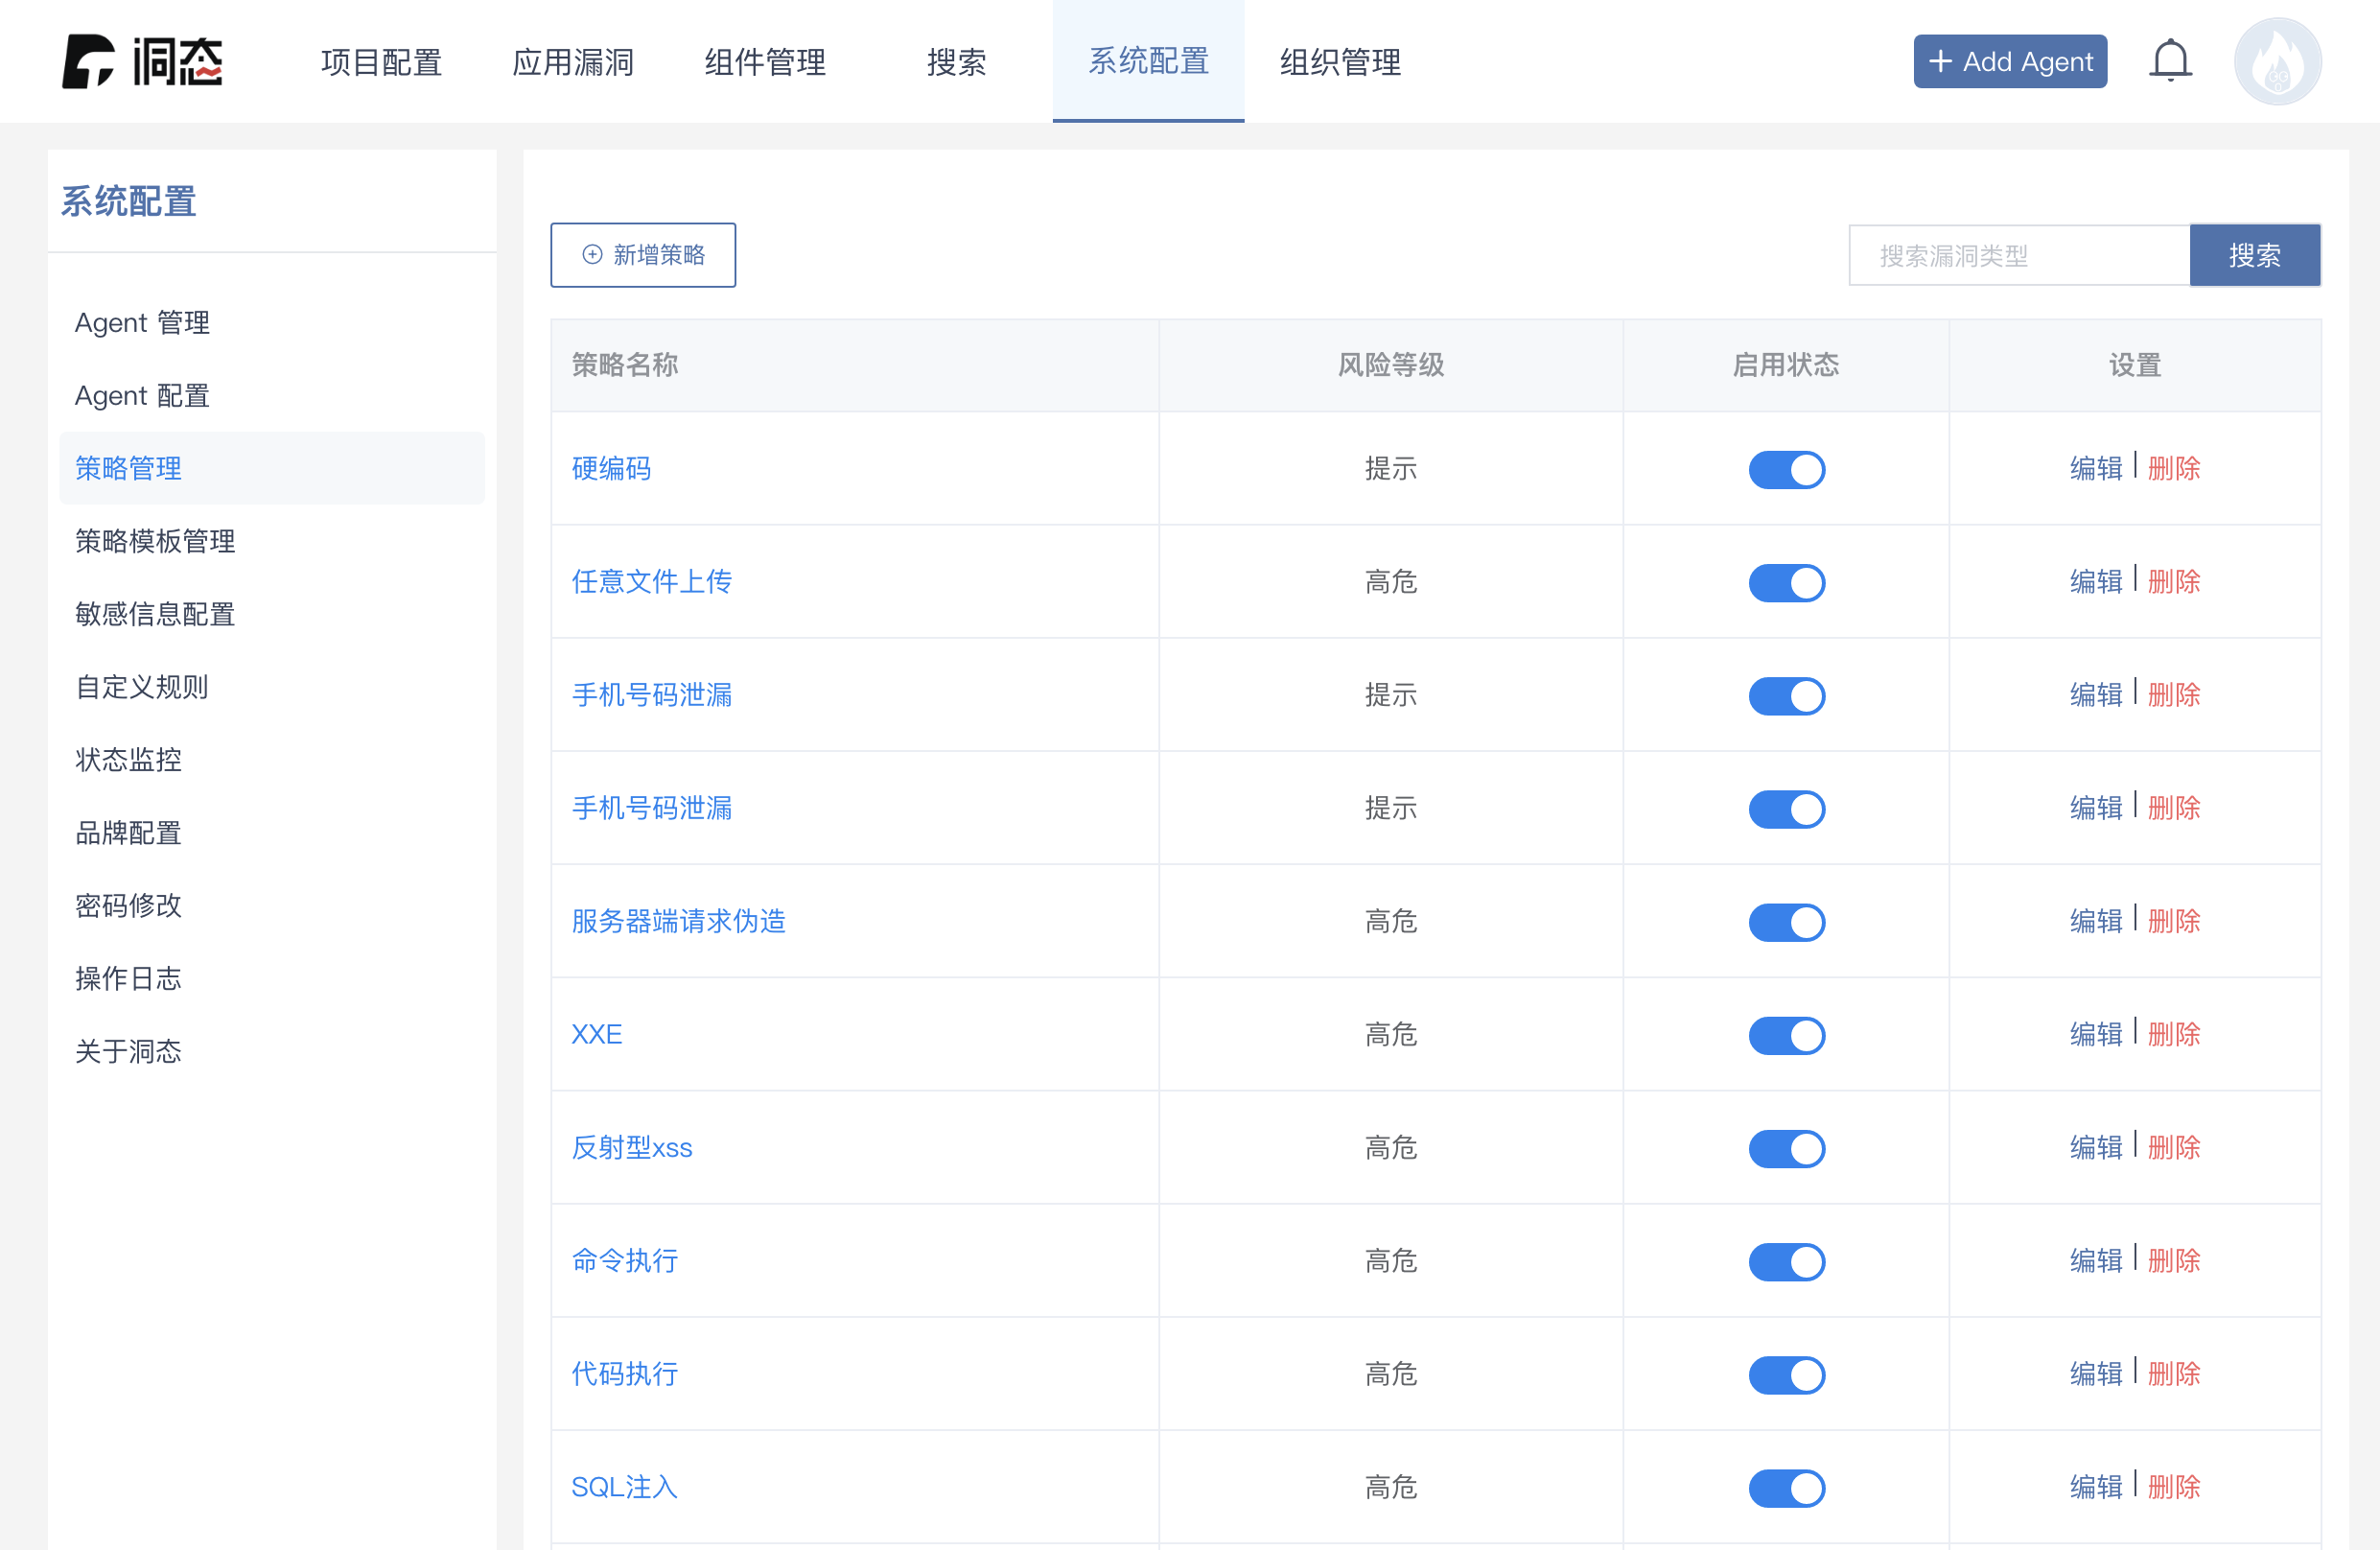 洞态 项目配置 应用漏洞 组件管理 搜索 系统配置 组织管理 Add Agent
系统配置
Agent 管理
Agent 配置
策略管理
策略模板管理
敏感信息配置
自定义规则
状态监控
品牌配置
密码修改
操作日志
关于洞态
新增策略 搜索漏洞类型 搜索
策略名称 风险等级 启用状态 设置
硬编码 提示 编辑 删除
任意文件上传 高危 编辑 删除
手机号码泄漏 提示 编辑 删除
手机号码泄漏 提示 编辑 删除
服务器端请求伪造 高危 编辑 删除
XXE 高危 编辑 删除
反射型xss 高危 编辑 删除
命令执行 高危 编辑 删除
代码执行 高危 编辑 删除
SQL注入 高危 编辑 删除